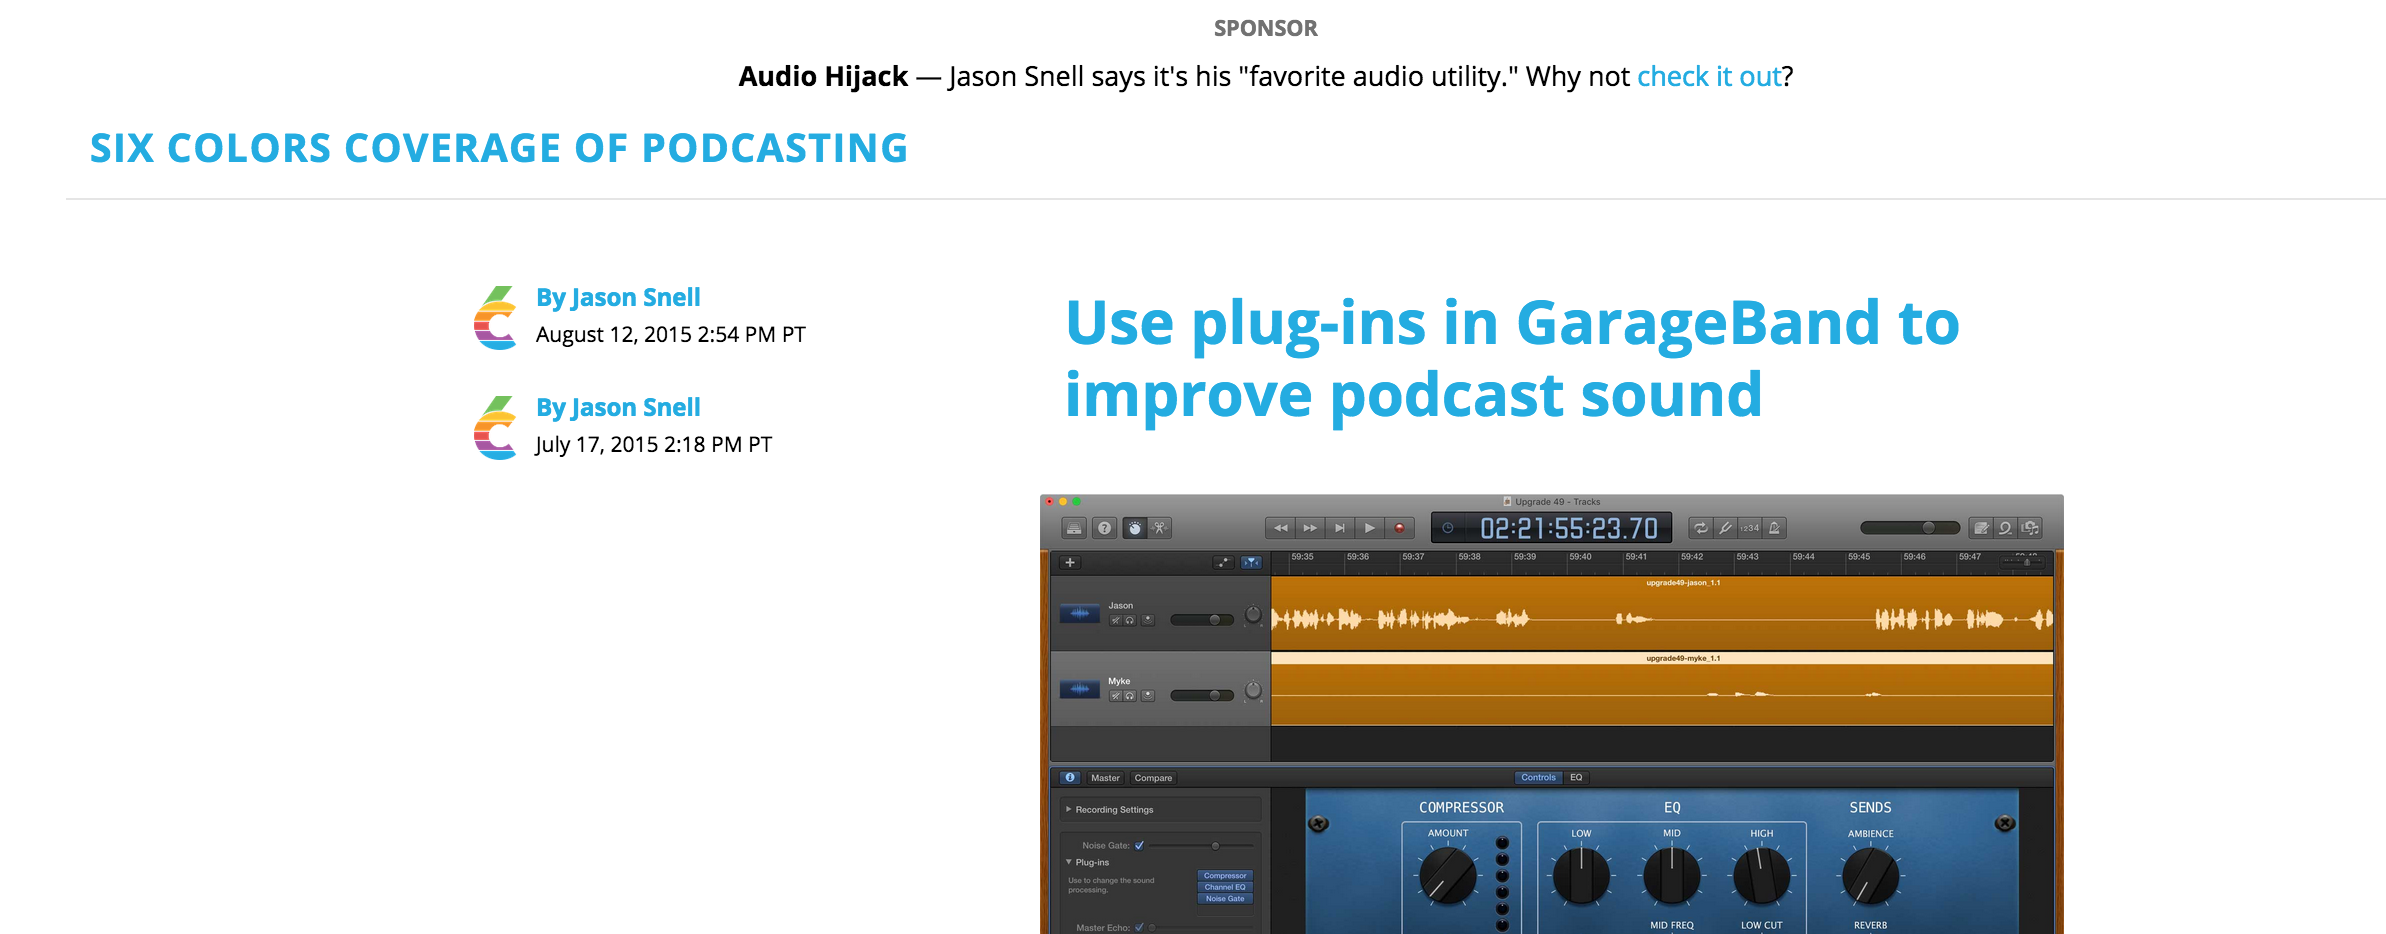 SPONSOR
Audio Hijack — Jason Snell says it's his "favorite audio utility." Why not check it out?
SIX COLORS COVERAGE OF PODCASTING
By Jason Snell
August 12, 2015 2:54 PM PT
By Jason Snell
July 17, 2015 2:18 PM PT
Use plug-ins in GarageBand to
improve podcast sound
Upgrade 49 - Tracks
02:21:55:23.70
1234
59:35 59:36 59:37 59:38 59:39 59:40 59:41 59:42 59:43 59:44 59:45 59:46 59:47
upgrade49-jason_1.1
Jason
upgrade49-myke_1.1
Myke
Master Compare Controls EQ
Recording Settings
COMPRESSOR EQ SENDS
AMOUNT LOW MID HIGH AMBIENCE
Noise Gate:
Plug-ins
Use to change the sound
processing.
Compressor
Channel EQ
Noise Gate
Master Echo:
MID FREQ LOW CUT REVERB